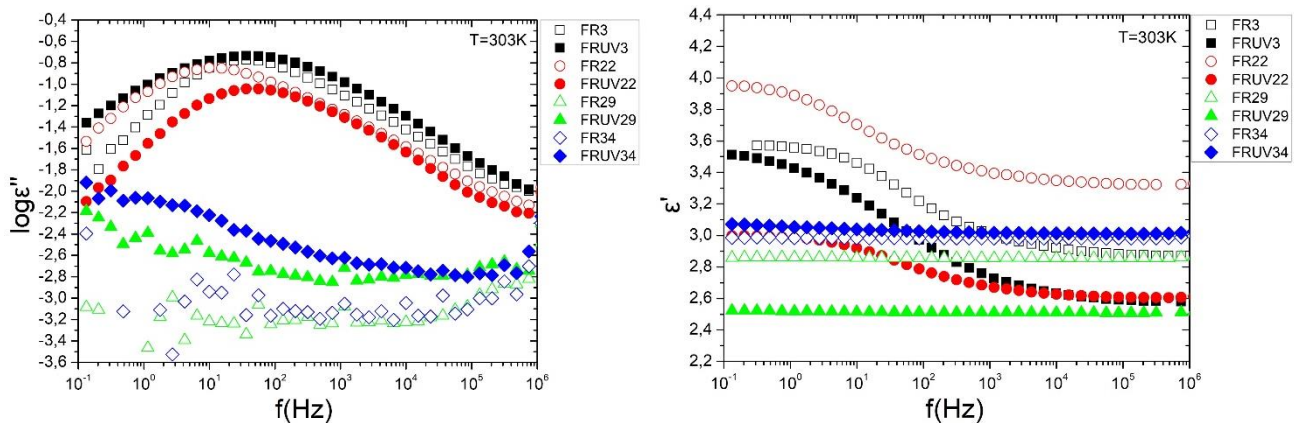 -0,4
-0,6
-0,8
-1,0
-1,2
-1,4
-1,6
-1,8
-2,0
-2,2
-2,4
-2,6
-2,8
-3,0
-3,2
-3,4
-3,6
logε"
10⁻¹ 10⁰ 10¹ 10² 10³ 10⁴ 10⁵ 10⁶
f(Hz)
T=303K
FR3
FRUV3
FR22
FRUV22
FR29
FRUV29
FR34
FRUV34
4,4
4,2
4,0
3,8
3,6
3,4
3,2
3,0
2,8
2,6
2,4
2,2
ε'
10⁻¹ 10⁰ 10¹ 10² 10³ 10⁴ 10⁵ 10⁶
f(Hz)
T=303K
FR3
FRUV3
FR22
FRUV22
FR29
FRUV29
FR34
FRUV34